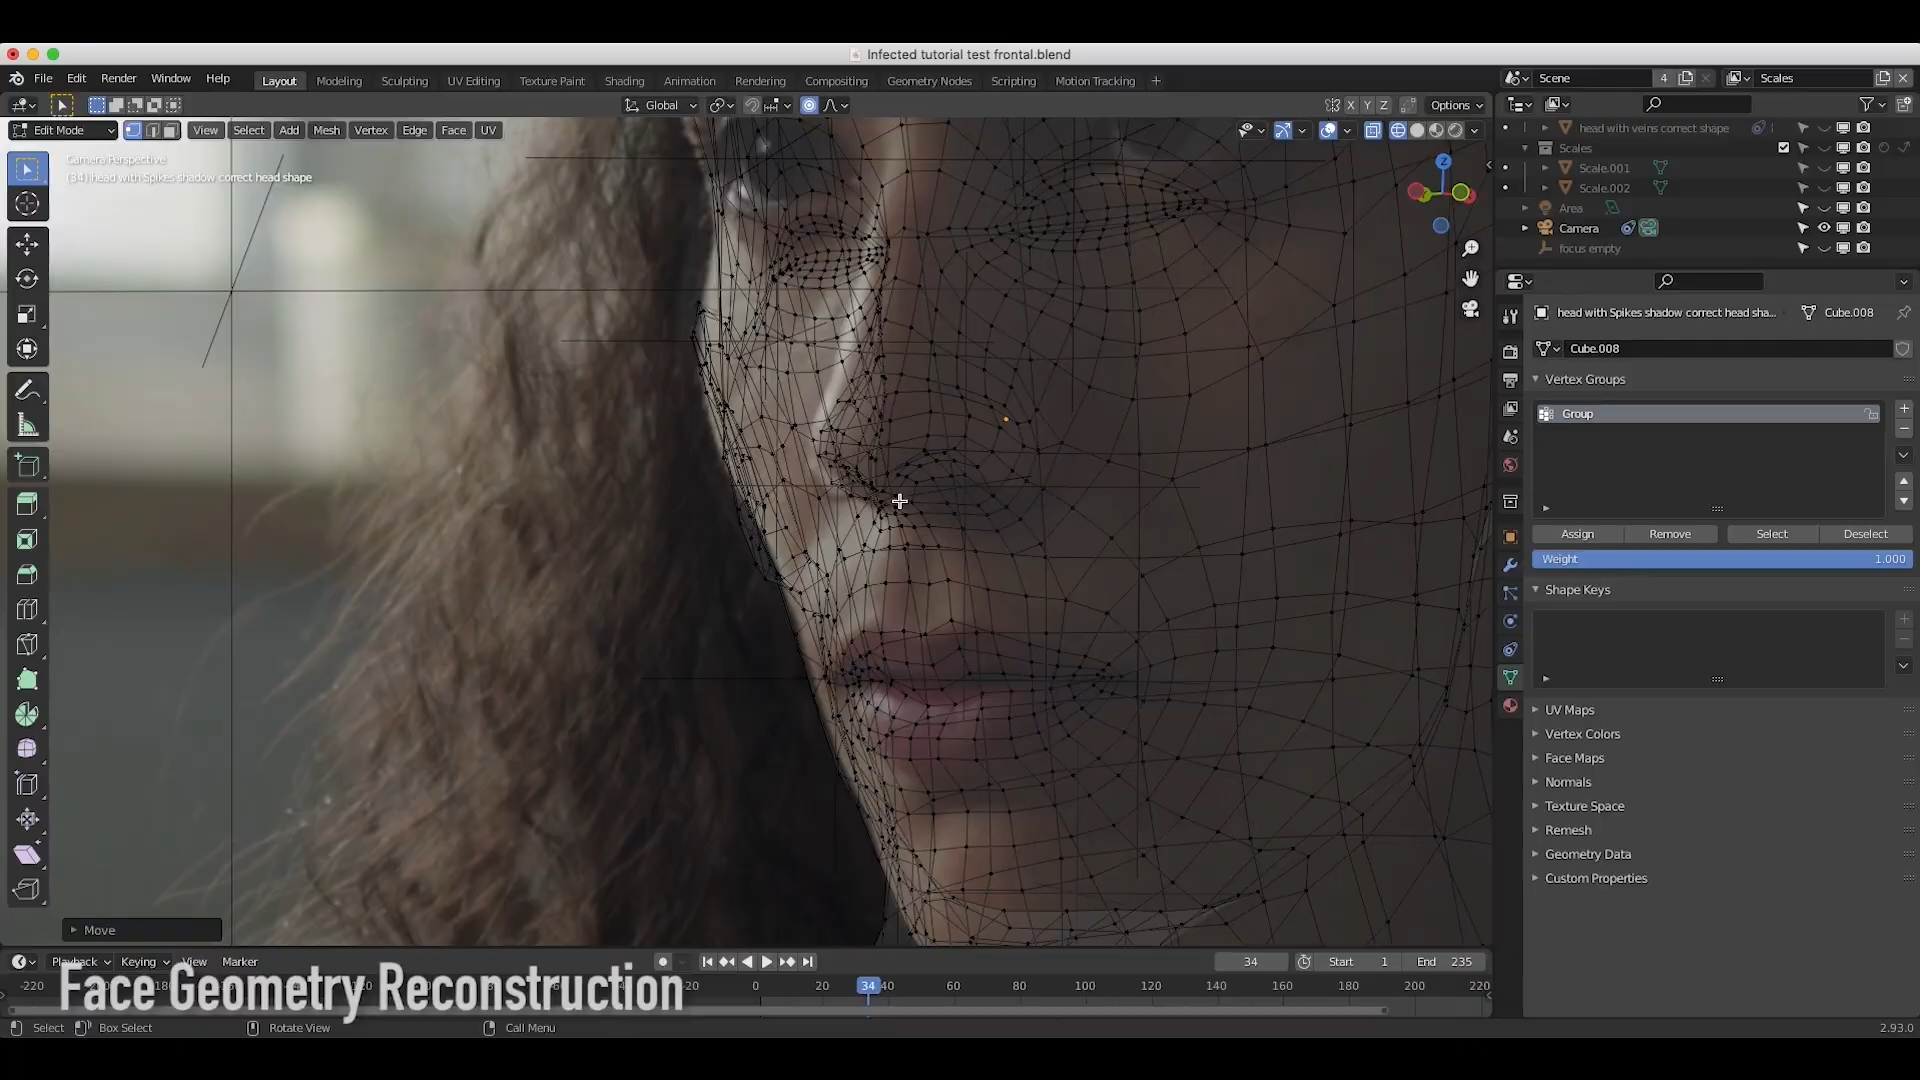 Infected tutorial test frontal.blend
File Edit Render Window Help Layout Modeling Sculpting UV Editing Texture Paint Shading Animation Rendering Compositing Geometry Nodes Scripting Motion Tracking + Scene 4 Scales
Global X Y Z Options
Edit Mode View Select Add Mesh Vertex Edge Face UV
Camera Perspective
(34) head with Spikes shadow correct head shape
Z
head with veins correct shape
Scales
Scale.001
Scale.002
Area
Camera
focus empty
head with Spikes shadow correct head sha... Cube.008
Cube.008
Vertex Groups
Group
Assign Remove Select Deselect
Weight 1.000
Shape Keys
UV Maps
Vertex Colors
Face Maps
Normals
Texture Space
Remesh
Geometry Data
Custom Properties
Move
Playback Keying View Marker 34 Start 1 End 235
Face Geometry Reconstruction
-220 180 160 120 -20 0 20 34 40 60 80 100 120 140 160 180 200 220
Select Box Select Rotate View Call Menu 2.93.0